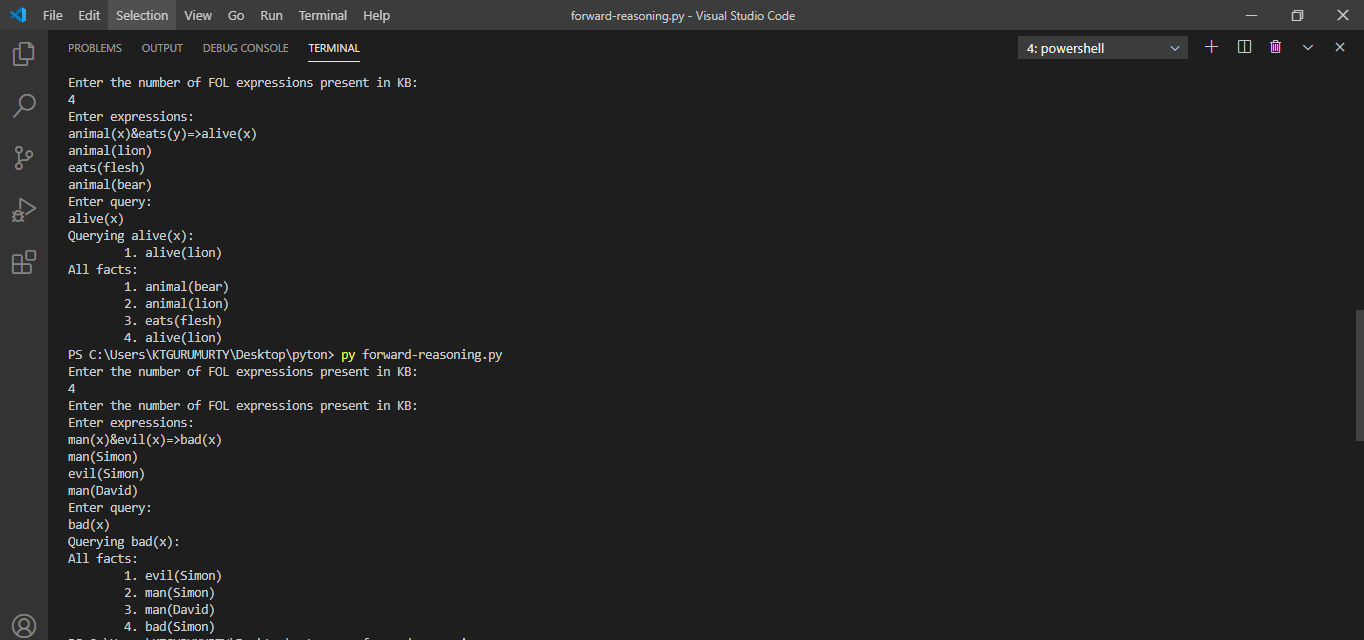 File Edit Selection View Go Run Terminal Help forward-reasoning.py - Visual Studio Code
PROBLEMS OUTPUT DEBUG CONSOLE TERMINAL 4: powershell
Enter the number of FOL expressions present in KB:
4
Enter expressions:
animal(x)&eats(y)=>alive(x)
animal(lion)
eats(flesh)
animal(bear)
Enter query:
alive(x)
Querying alive(x):
1. alive(lion)
All facts:
1. animal(bear)
2. animal(lion)
3. eats(flesh)
4. alive(lion)
PS C:\Users\KTGURUMURTY\Desktop\pyton> py forward-reasoning.py
Enter the number of FOL expressions present in KB:
4
Enter the number of FOL expressions present in KB:
Enter expressions:
man(x)&evil(x)=>bad(x)
man(Simon)
evil(Simon)
man(David)
Enter query:
bad(x)
Querying bad(x):
All facts:
1. evil(Simon)
2. man(Simon)
3. man(David)
4. bad(Simon)